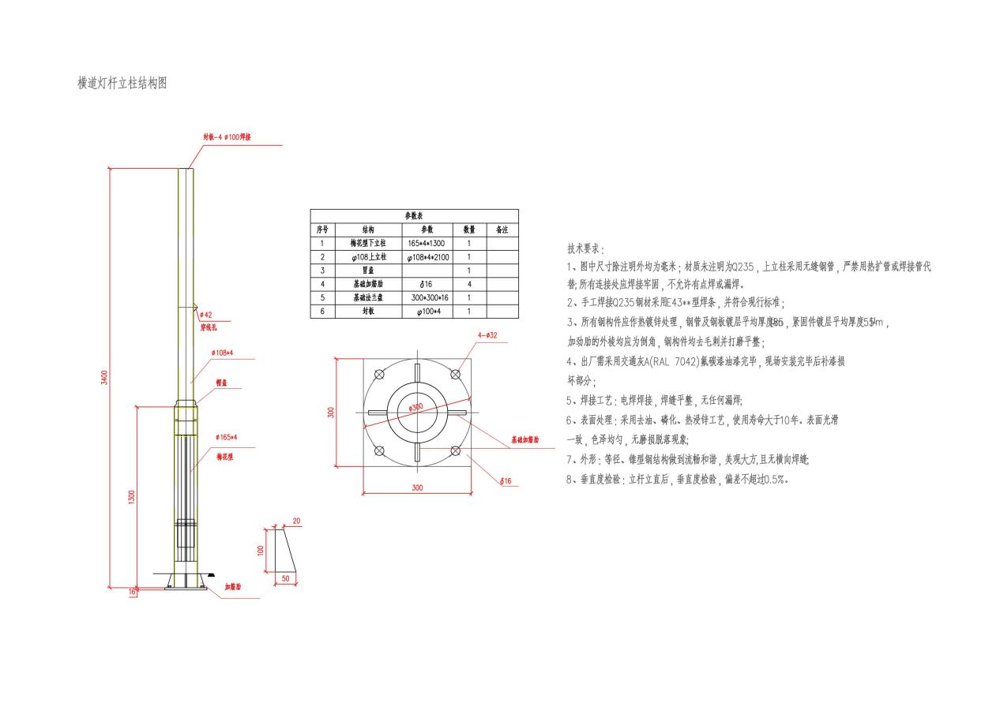 横道灯杆立柱结构图
封板-4 ø100焊接
3400
ø42
穿线孔
ø108*4
帽盖
ø165*4
梅花型
1300
16
加筋肋
20
100
50
参数表
序号 结构 参数 数量 备注
1 梅花型下立柱 165*4*1300 1
2 φ108上立柱 φ108*4*2100 1
3 冒盖 1
4 基础加筋肋 δ16 4
5 基础法兰盘 300*300*16 1
6 封板 φ100*4 1
4-ø32
300
ø300
基础加筋肋
δ16
300
技术要求:
1、图中尺寸除注明外均为毫米; 材质未注明为Q235, 上立柱采用无缝钢管, 严禁用热扩管或焊接管代
替; 所有连接处应焊接牢固, 不允许有点焊或漏焊。
2、手工焊接Q235钢材采用E43**型焊条, 并符合现行标准;
3、所有钢构件应作热镀锌处理, 钢管及钢板镀层平均厚度 , 紧固件镀层平均厚度55μm,
加劲肋的外棱均应为倒角, 钢构件均去毛刺并打磨平整;
4、出厂需采用交通灰A(RAL 7042)氟碳漆油漆完毕, 现场安装完毕后补漆损
坏部分;
5、焊接工艺: 电焊焊接, 焊缝平整, 无任何漏焊;
6、表面处理: 采用去油、磷化、热浸锌工艺, 使用寿命大于10年。表面光滑
一致, 色泽均匀, 无磨损脱落现象;
7、外形: 等径、锥型钢结构做到流畅和谐, 美观大方,且无横向焊缝;
8、垂直度检验: 立杆立直后, 垂直度检验, 偏差不超过0.5%。